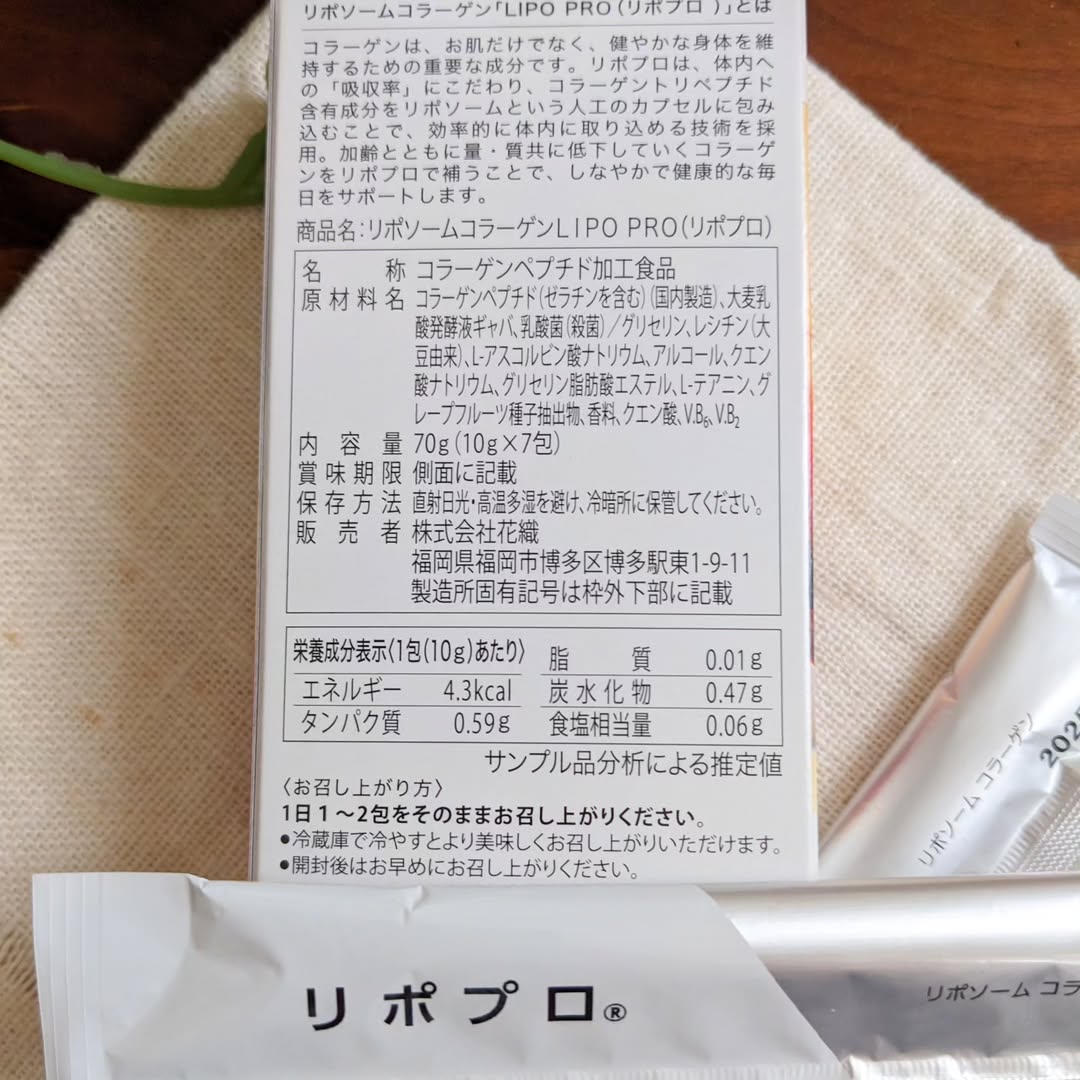 リポソームコラーゲン「LIPO PRO(リポプロ )」とは
コラーゲンは、お肌だけでなく、健やかな身体を維
持するための重要な成分です。リポプロは、体内へ
の「吸収率」にこだわり、コラーゲントリペプチド
含有成分をリポソームという人工のカプセルに包み
込むことで、効率的に体内に取り込める技術を採
用。加齢とともに量・質共に低下していくコラーゲ
ンをリポプロで補うことで、しなやかで健康的な毎
日をサポートします。
商品名:リポソームコラーゲンLIPO PRO(リポプロ)
名称 コラーゲンペプチド加工食品
原材料名 コラーゲンペプチド(ゼラチンを含む)(国内製造)、大麦乳
酸発酵液ギャバ、乳酸菌(殺菌)/グリセリン、レシチン(大
豆由来)、L-アスコルビン酸ナトリウム、アルコール、クエン
酸ナトリウム、グリセリン脂肪酸エステル、L-テアニン、グ
レープフルーツ種子抽出物、香料、クエン酸、V.B₆、V.B₂
内容量 70g(10g×7包)
賞味期限 側面に記載
保存方法 直射日光・高温多湿を避け、冷暗所に保管してください。
販売者 株式会社花織
福岡県福岡市博多区博多駅東1-9-11
製造所固有記号は枠外下部に記載
栄養成分表示〈1包(10g)あたり〉
エネルギー 4.3kcal
タンパク質 0.59g
脂質 0.01g
炭水化物 0.47g
食塩相当量 0.06g
サンプル品分析による推定値
〈お召し上がり方〉
1日1〜2包をそのままお召し上がりください。
●冷蔵庫で冷やすとより美味しくお召し上がりいただけます。
●開封後はお早めにお召し上がりください。
リポソーム コラーゲン
リポプロ®
リポソーム コラ